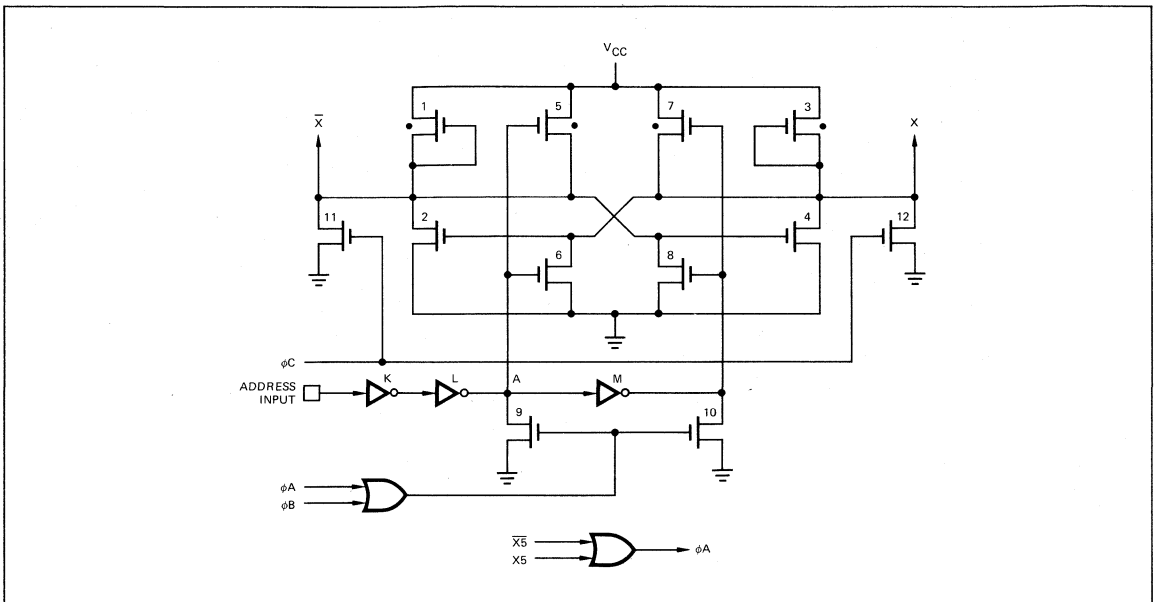 VCC
1 5 7 3
X̅ X
11 2 4 12
6 8
φC
K L A M
ADDRESS
INPUT
9 10
φA
φB
X̅5̅
X5
φA